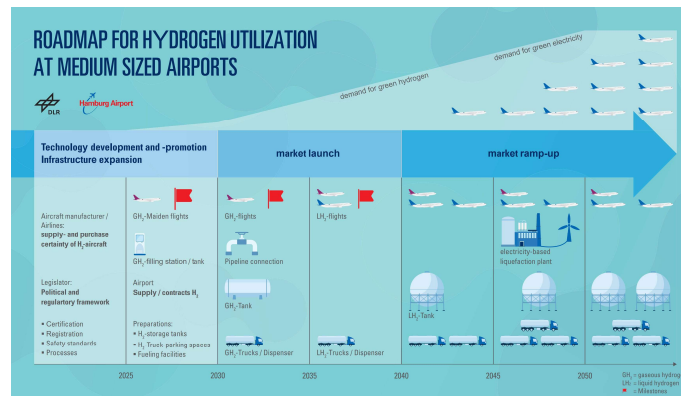 ROADMAP FOR HYDROGEN UTILIZATION
AT MEDIUM SIZED AIRPORTS
DLR
Hamburg Airport
demand for green hydrogen
demand for green electricity
Technology development and -promotion
Infrastructure expansion
market launch
market ramp-up
Aircraft manufacturer /
Airlines:
supply- and purchase
certainty of H₂-aircraft
Legislator:
Political and
regulartory framework
• Certification
• Registration
• Safety standards
• Processes
GH₂-Maiden flights
GH₂-filling station / tank
Airport
Supply / contracts H₂
Preparations:
• H₂-storage tanks
• H₂ Truck parking spaces
• Fueling facilities
GH₂-flights
Pipeline connection
GH₂-Tank
GH₂-Trucks / Dispenser
LH₂-flights
LH₂-Trucks / Dispenser
LH₂-Tank
electricity-based
liquefaction plant
2025
2030
2035
2040
2045
2050
GH₂ = gaseous hydrog
LH₂ = liquid hydrogen
= Milestones